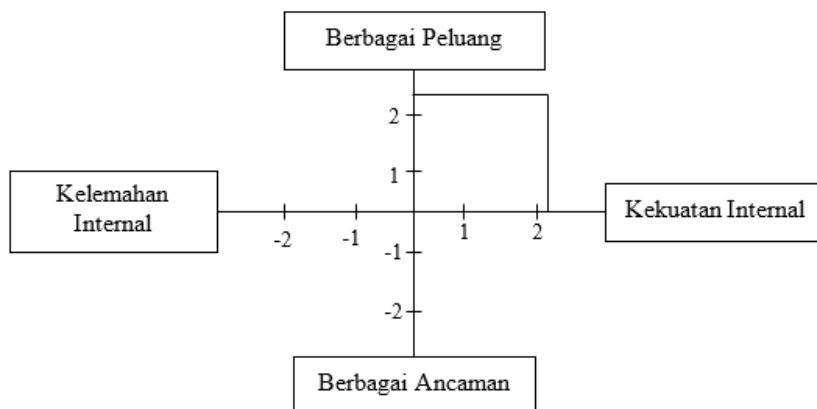 Berbagai Peluang
2
1
Kelemahan
Internal
Kekuatan Internal
-2
-1
1
2
-1
-2
Berbagai Ancaman